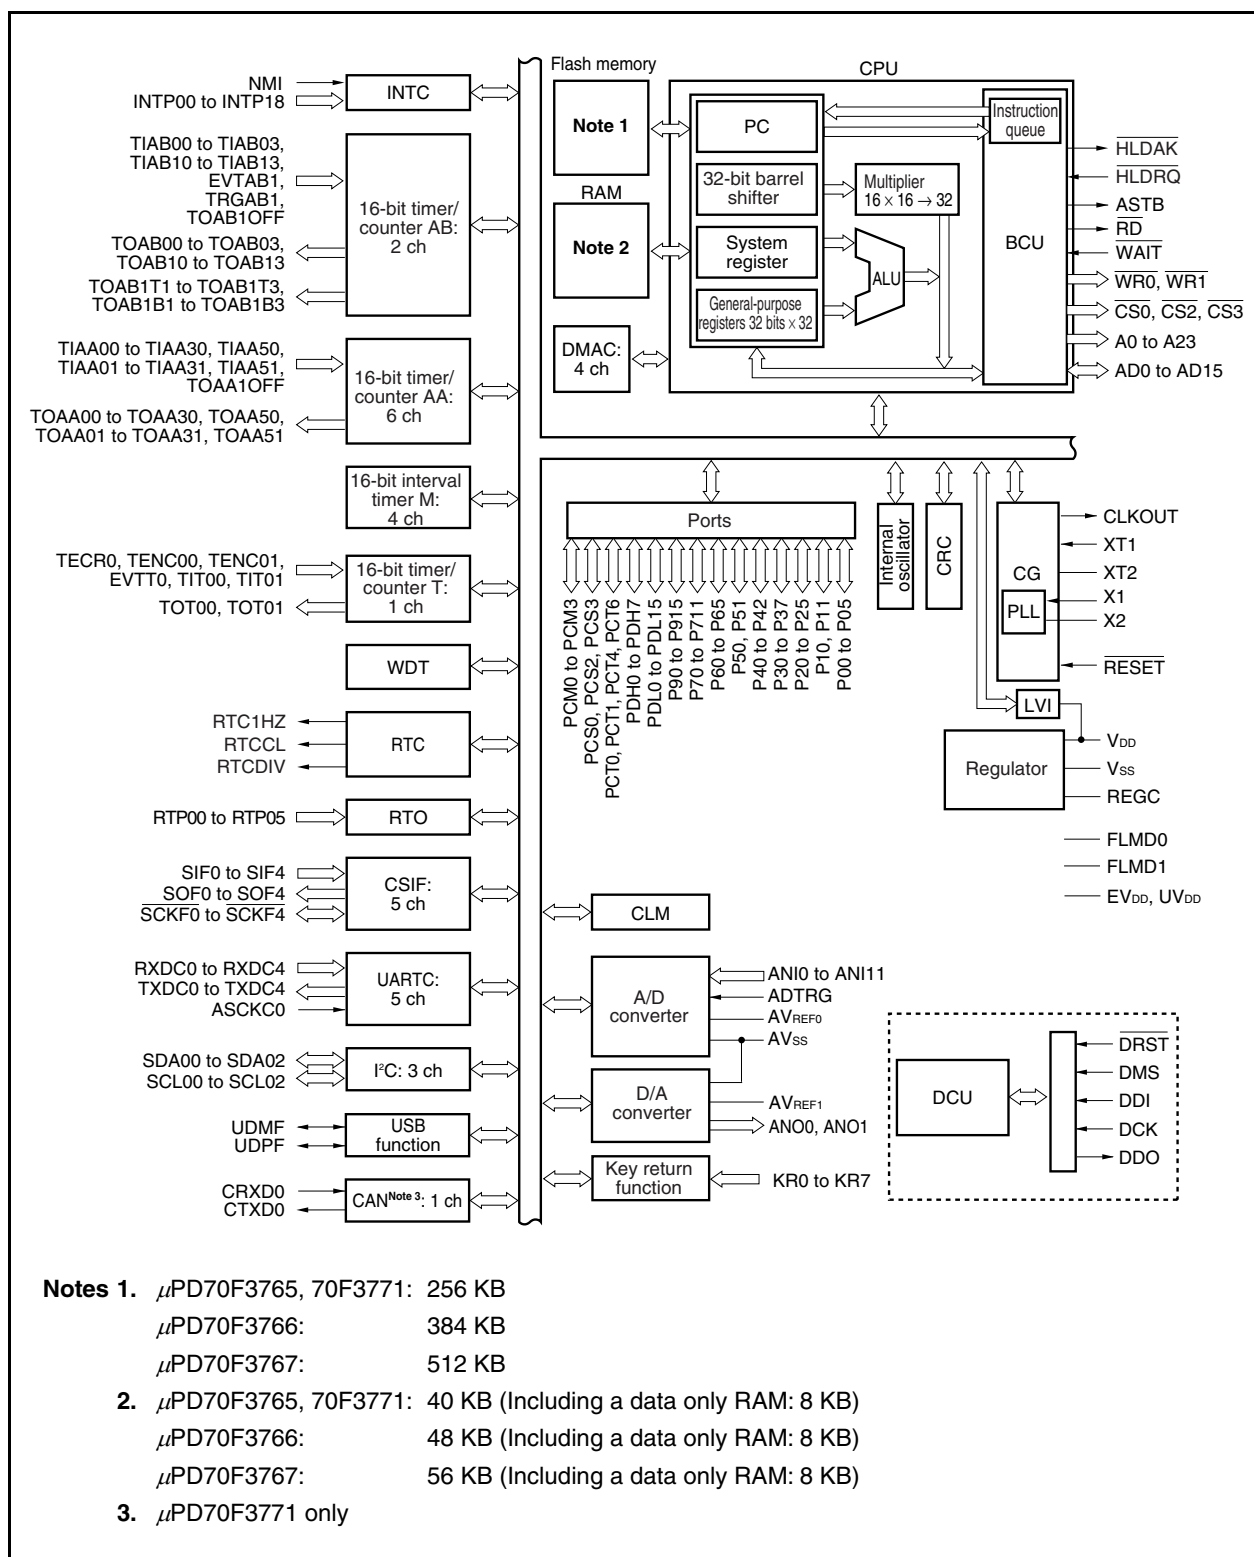 NMI
INTP00 to INTP18
INTC
TIAB00 to TIAB03,
TIAB10 to TIAB13,
EVTAB1,
TRGAB1,
TOAB1OFF
TOAB00 to TOAB03,
TOAB10 to TOAB13
TOAB1T1 to TOAB1T3,
TOAB1B1 to TOAB1B3
16-bit timer/
counter AB:
2 ch
TIAA00 to TIAA30, TIAA50,
TIAA01 to TIAA31, TIAA51,
TOAA1OFF
TOAA00 to TOAA30, TOAA50,
TOAA01 to TOAA31, TOAA51
16-bit timer/
counter AA:
6 ch
16-bit interval
timer M:
4 ch
TECR0, TENC00, TENC01,
EVTT0, TIT00, TIT01
TOT00, TOT01
16-bit timer/
counter T:
1 ch
WDT
RTC1HZ
RTCCL
RTCDIV
RTC
RTP00 to RTP05
RTO
SIF0 to SIF4
SOF0 to SOF4
SCKF0 to SCKF4
CSIF:
5 ch
RXDC0 to RXDC4
TXDC0 to TXDC4
ASCKC0
UARTC:
5 ch
SDA00 to SDA02
SCL00 to SCL02
I²C: 3 ch
UDMF
UDPF
USB
function
CRXD0
CTXD0
CAN Note 3: 1 ch
Flash memory
Note 1
RAM
Note 2
DMAC:
4 ch
CPU
PC
32-bit barrel
shifter
System
register
General-purpose
registers 32 bits × 32
Multiplier
16 × 16 → 32
ALU
Instruction
queue
BCU
HLDAK
HLDRQ
ASTB
RD
WAIT
WR0, WR1
CS0, CS2, CS3
A0 to A23
AD0 to AD15
Ports
PCM0 to PCM3
PCS0, PCS2, PCS3
PCT0, PCT1, PCT4, PCT6
PDH0 to PDH7
PDL0 to PDL15
P90 to P915
P70 to P711
P60 to P65
P50, P51
P40 to P42
P30 to P37
P20 to P25
P10, P11
P00 to P05
Internal
oscillator
CRC
CG
PLL
CLKOUT
XT1
XT2
X1
X2
RESET
LVI
Regulator
VDD
VSS
REGC
FLMD0
FLMD1
EVDD, UVDD
CLM
A/D
converter
ANI0 to ANI11
ADTRG
AVREF0
AVSS
D/A
converter
AVREF1
ANO0, ANO1
Key return
function
KR0 to KR7
DCU
DRST
DMS
DDI
DCK
DDO
Notes 1. μPD70F3765, 70F3771: 256 KB
μPD70F3766: 384 KB
μPD70F3767: 512 KB
2. μPD70F3765, 70F3771: 40 KB (Including a data only RAM: 8 KB)
μPD70F3766: 48 KB (Including a data only RAM: 8 KB)
μPD70F3767: 56 KB (Including a data only RAM: 8 KB)
3. μPD70F3771 only